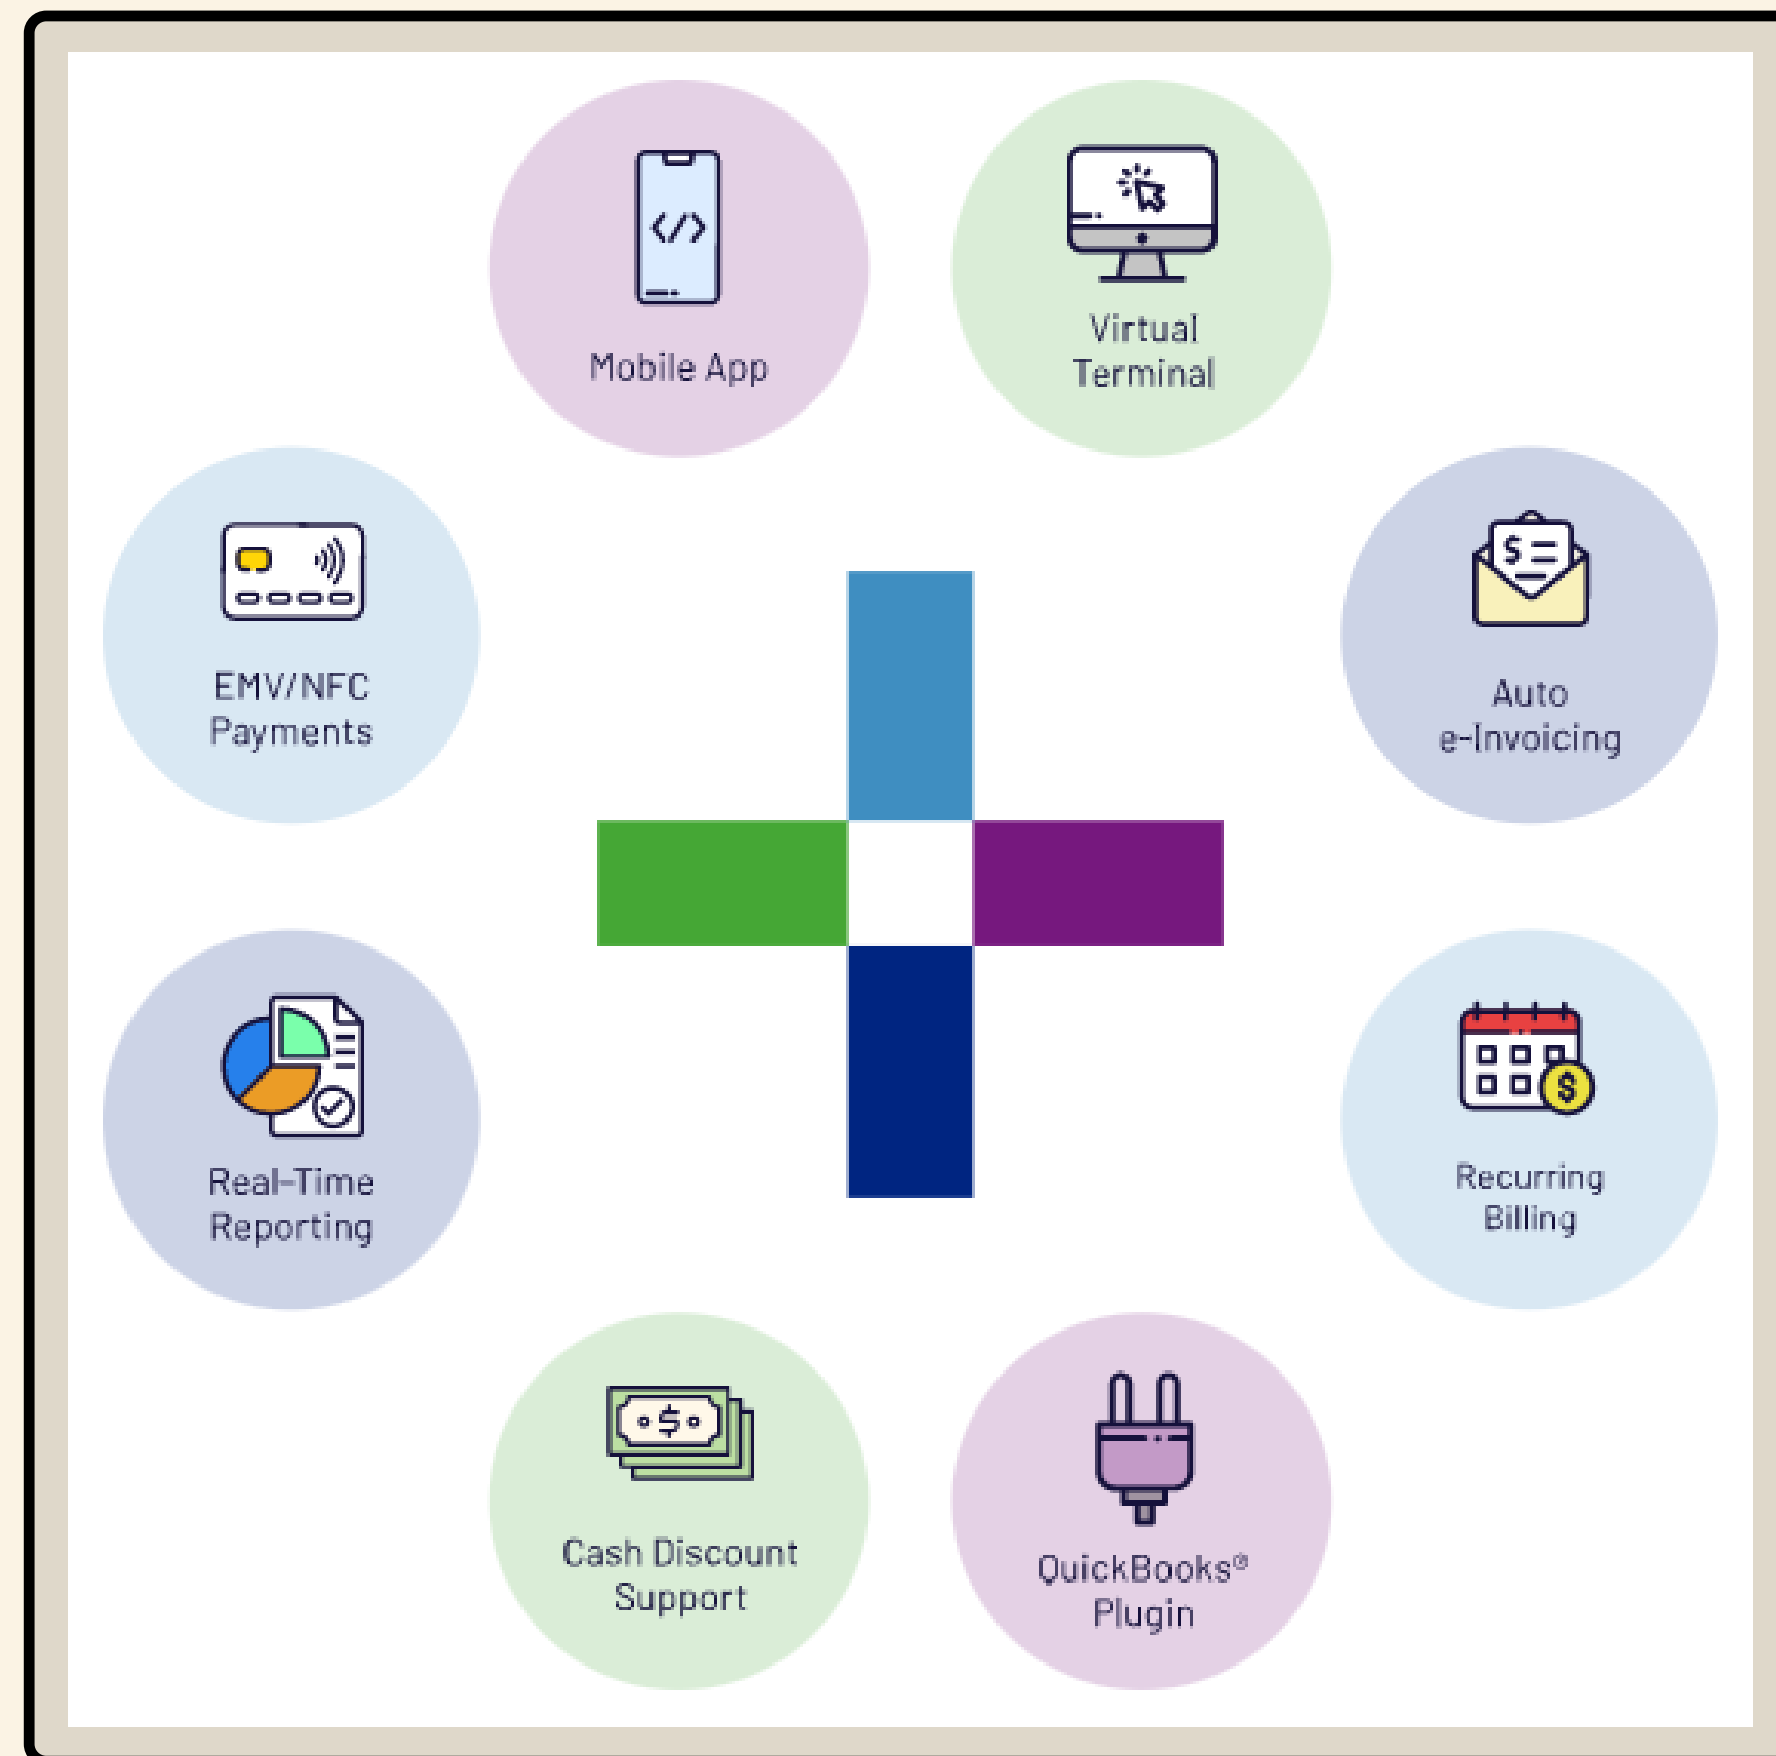 Mobile App
Virtual
Terminal
EMV/NFC
Payments
Auto
e-Invoicing
Real-Time
Reporting
Recurring
Billing
Cash Discount
Support
QuickBooks®
Plugin